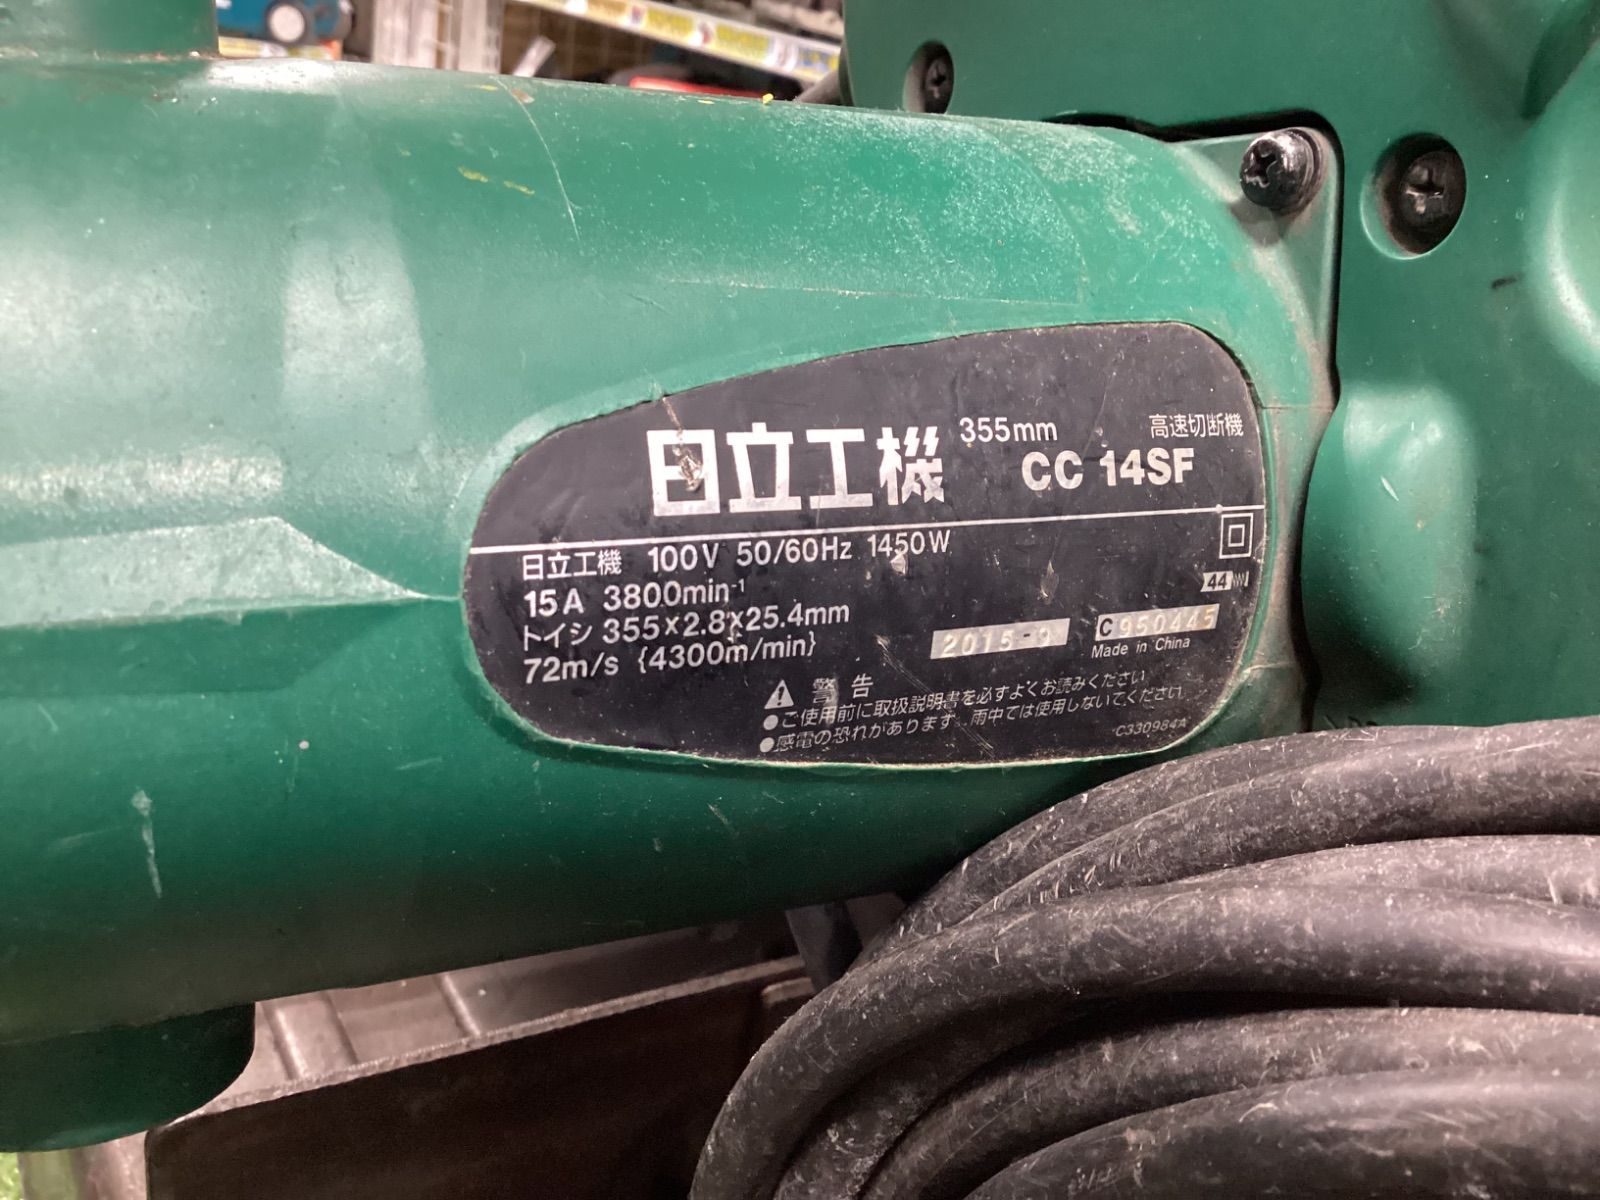 日立工機 355mm 高速切断機
CC 14SF
日立工機 100V 50/60Hz 1450W
15A 3800min⁻¹
トイシ 355×2.8×25.4mm
72m/s {4300m/min}
44
2015-9 C950445
Made in China
警告
●ご使用前に取扱説明書を必ずよくお読みください
●感電の恐れがあります。雨中では使用しないでください
C330984A